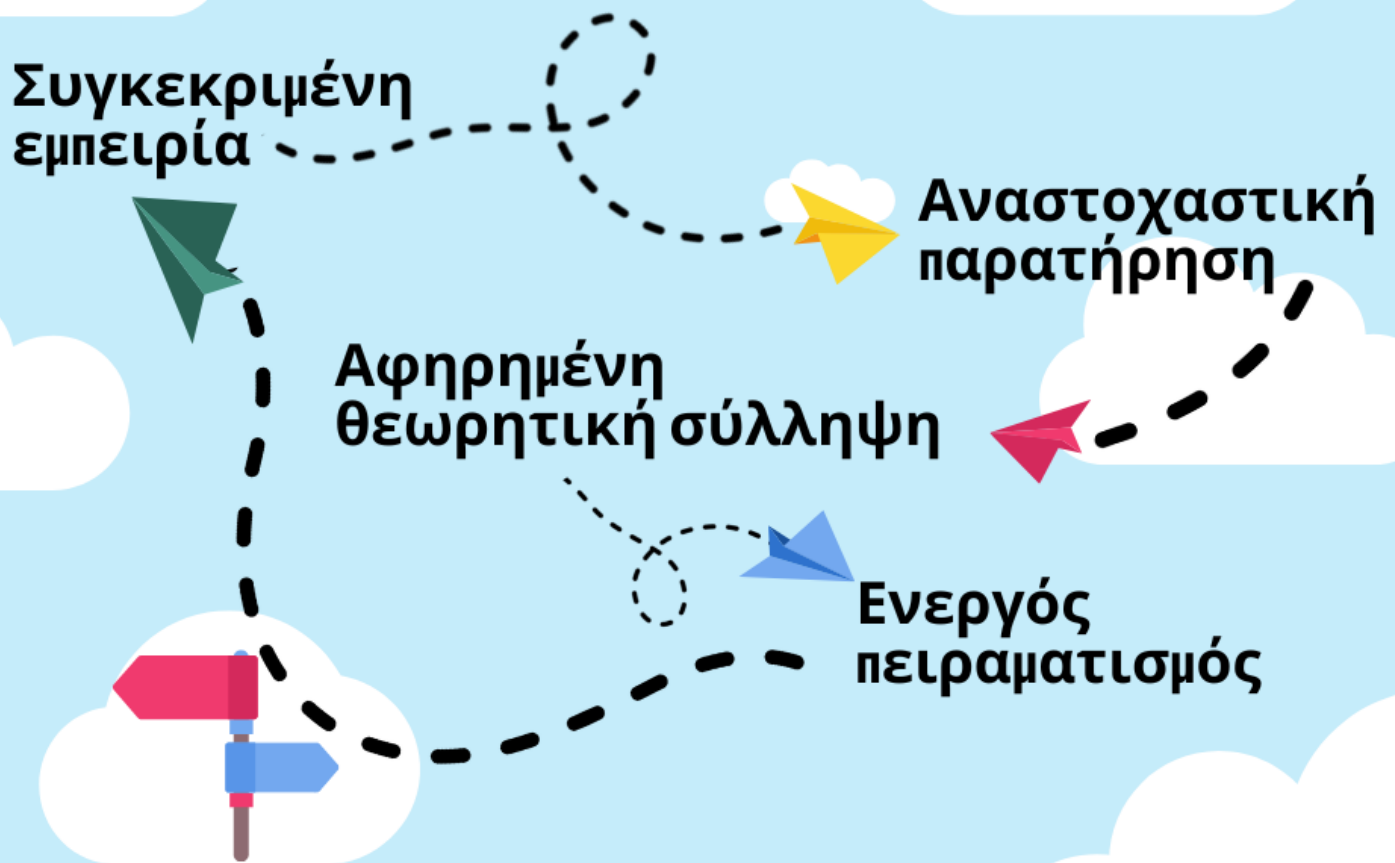 Συγκεκριμένη
εμπειρία
Αναστοχαστική
παρατήρηση
Αφηρημένη
θεωρητική σύλληψη
Ενεργός
πειραματισμός